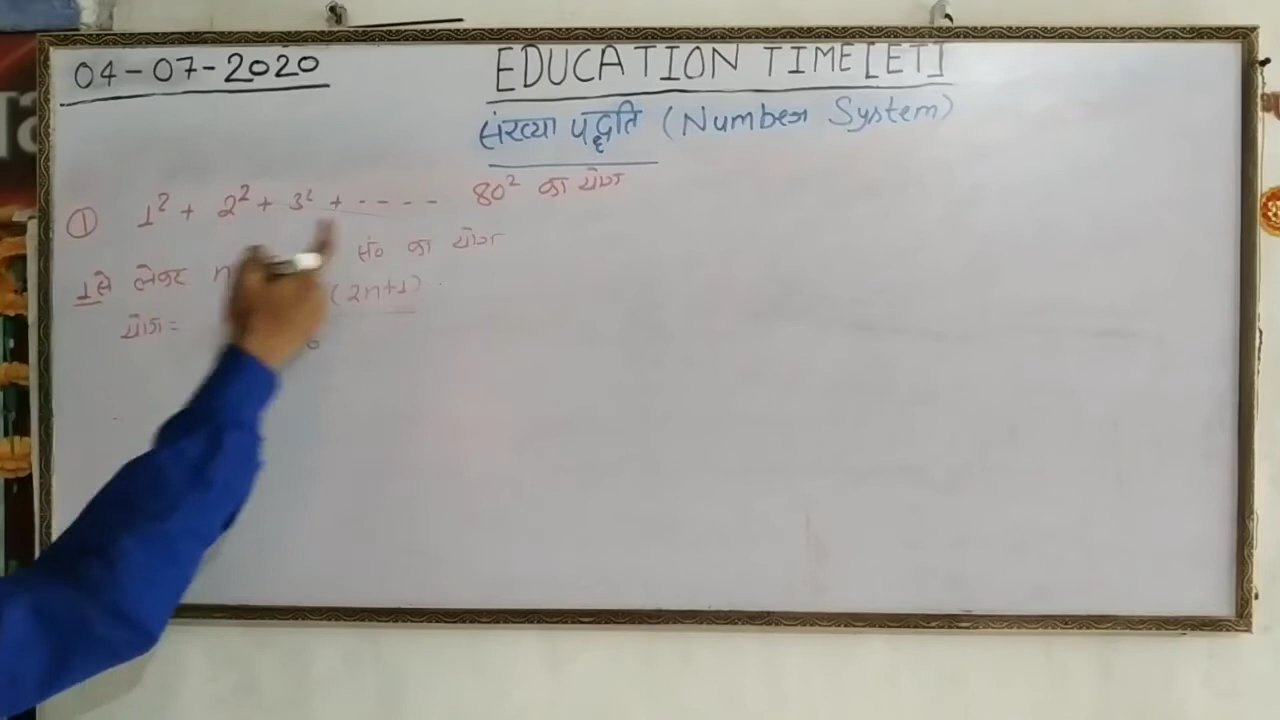 04-07-2020
EDUCATION TIME[ET]
संख्या पद्धति (Number System)
① 1² + 2² + 3² + - - - - 80² का योग
1से लेकर n सं० का योग
योग= (2n+1)